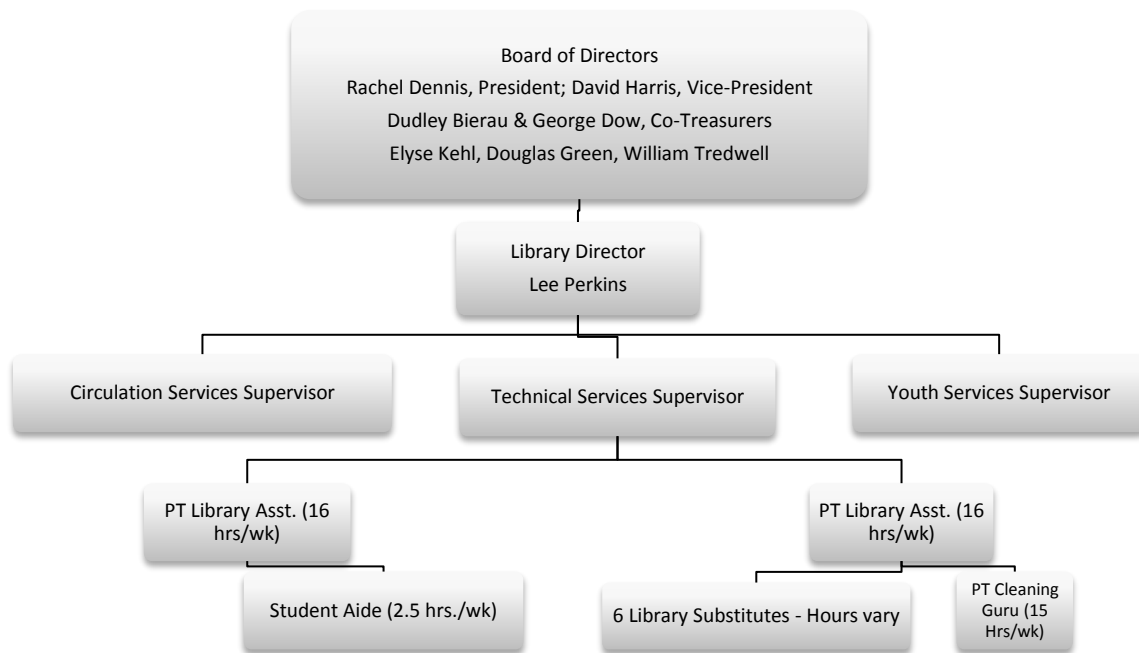 Board of Directors
Rachel Dennis, President; David Harris, Vice-President
Dudley Bierau & George Dow, Co-Treasurers
Elyse Kehl, Douglas Green, William Tredwell
Library Director
Lee Perkins
Circulation Services Supervisor
Technical Services Supervisor
Youth Services Supervisor
PT Library Asst. (16
hrs/wk)
PT Library Asst. (16
hrs/wk)
Student Aide (2.5 hrs./wk)
6 Library Substitutes - Hours vary
PT Cleaning
Guru (15
Hrs/wk)